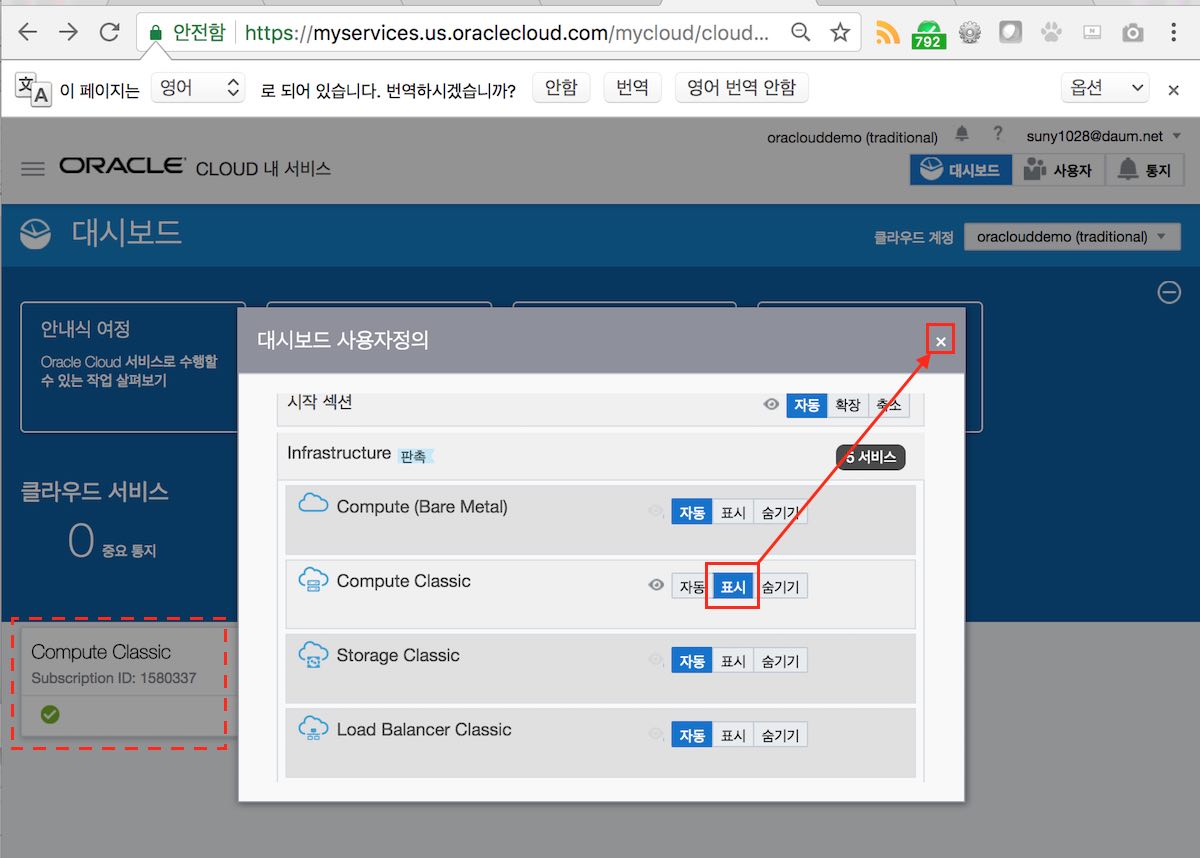 안전함 https://myservices.us.oraclecloud.com/mycloud/cloud...
792
N
文A 이 페이지는 영어 로 되어 있습니다. 번역하시겠습니까? 안함 번역 영어 번역 안함 옵션
oraclouddemo (traditional) ? suny1028@daum.net
ORACLE CLOUD 내 서비스
대시보드 사용자 통지
대시보드
클라우드 계정 oraclouddemo (traditional)
안내식 여정
Oracle Cloud 서비스로 수행할
수 있는 작업 살펴보기
대시보드 사용자정의
시작 섹션 자동 확장 축소
Infrastructure 판촉 5 서비스
Compute (Bare Metal) 자동 표시 숨기기
Compute Classic 자동 표시 숨기기
Storage Classic 자동 표시 숨기기
Load Balancer Classic 자동 표시 숨기기
클라우드 서비스
0 중요 통지
Compute Classic
Subscription ID: 1580337